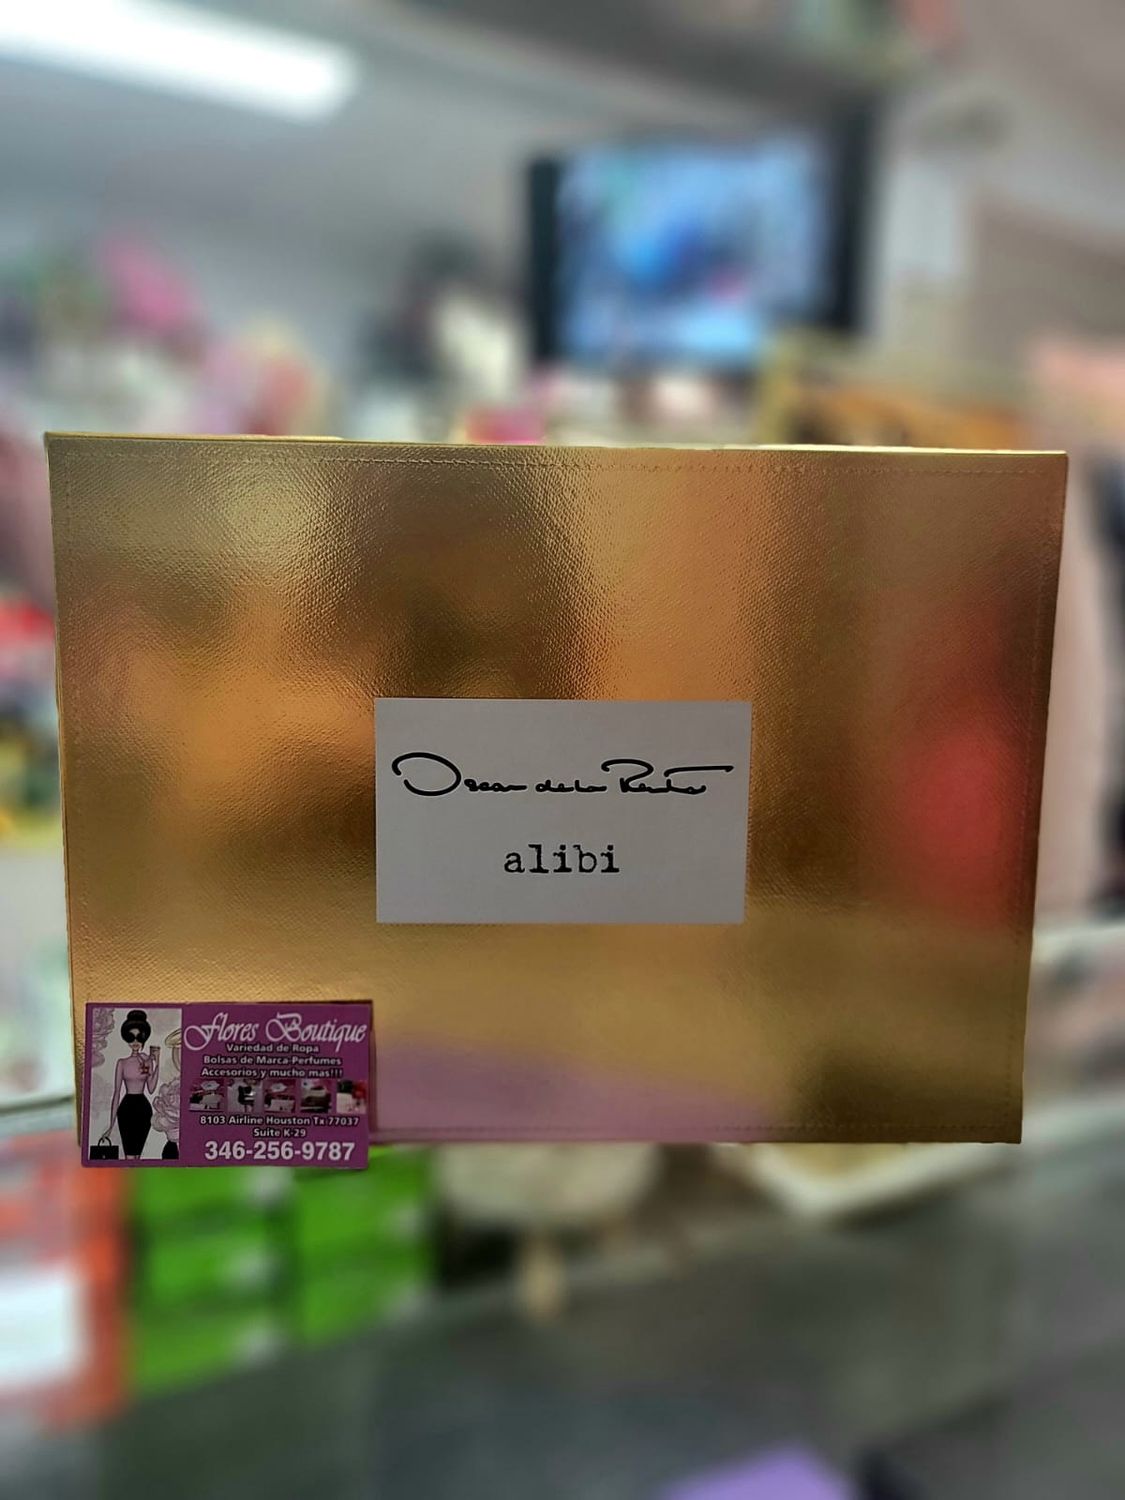 Oscar de la Renta
alibi
Flores Boutique
Variedad de Ropa
Bolsas de Marca-Perfumes
Accesorios y mucho mas!!!
8103 Airline Houston Tx 77037
Suite K-29
346-256-9787